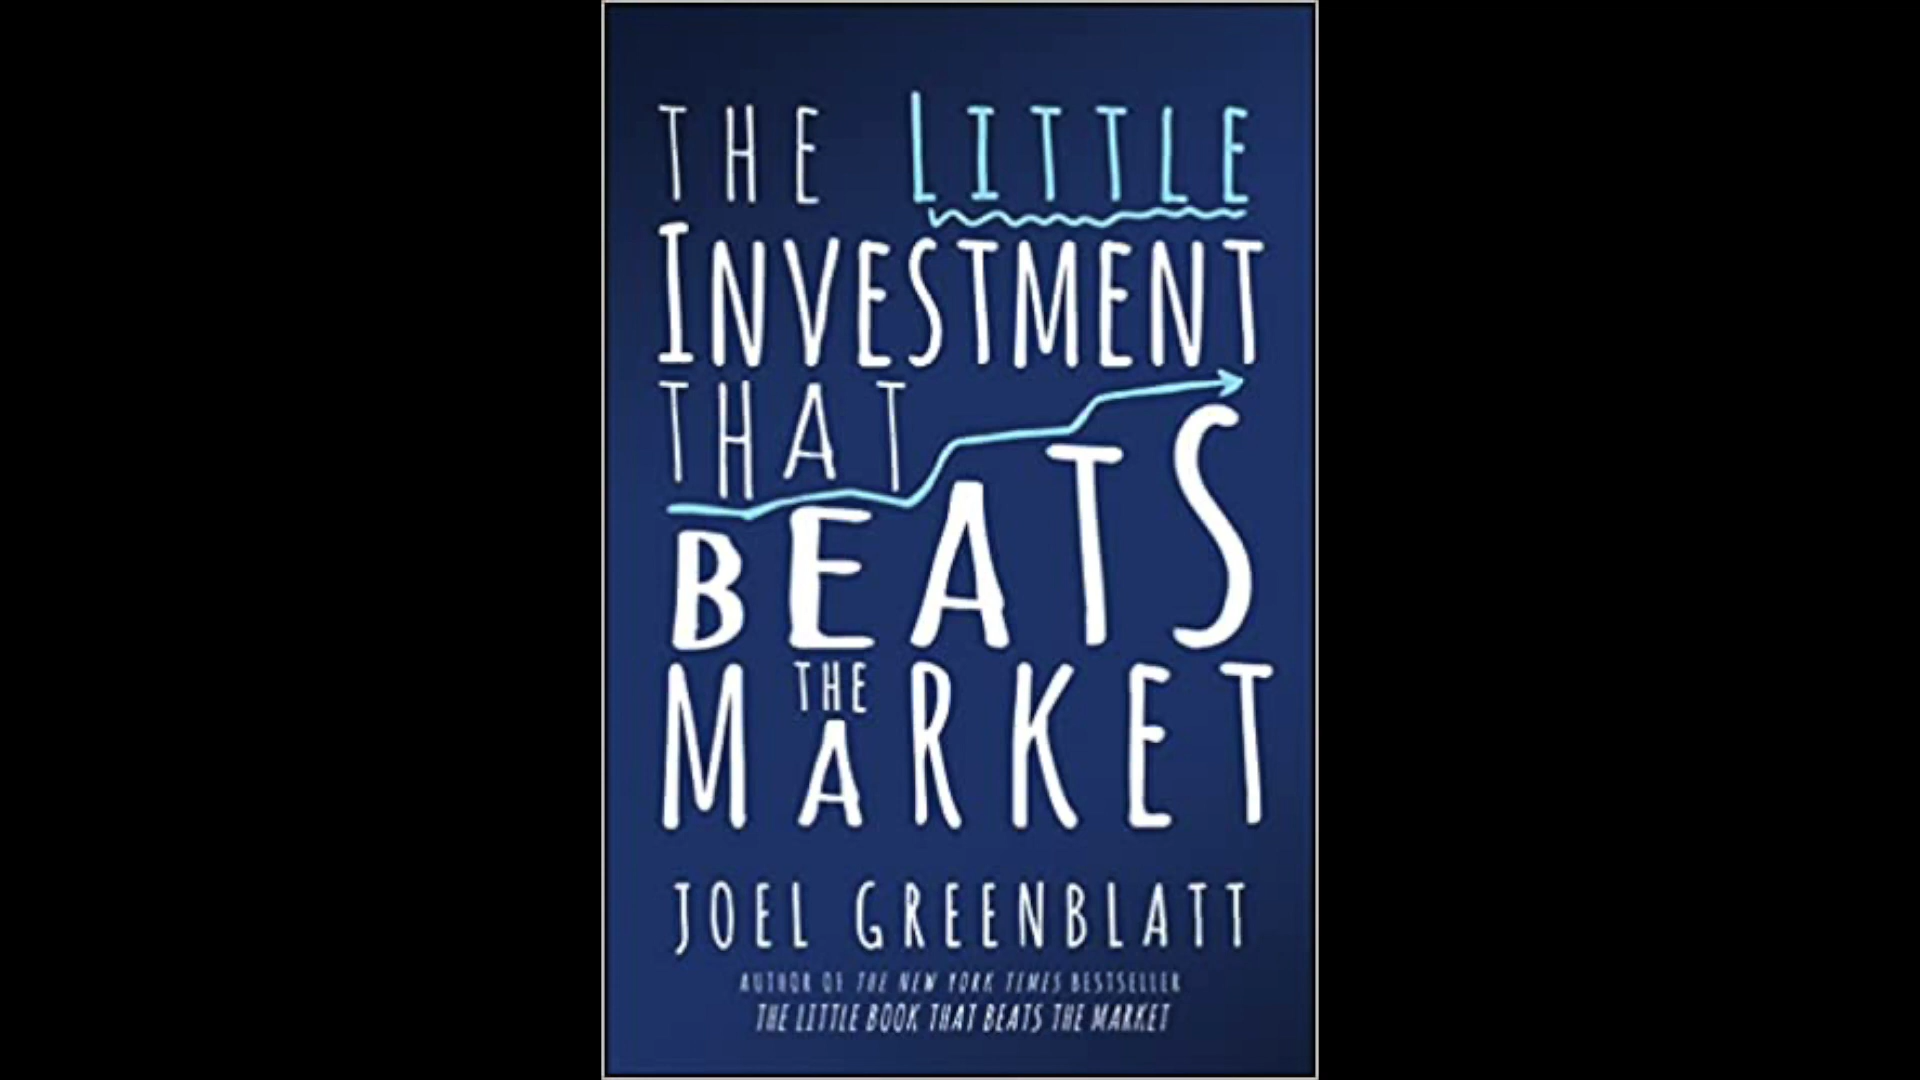 THE LITTLE
INVESTMENT
THAT
BEATS
THE
MARKET
JOEL GREENBLATT
AUTHOR OF THE NEW YORK TIMES BESTSELLER
THE LITTLE BOOK THAT BEATS THE MARKET